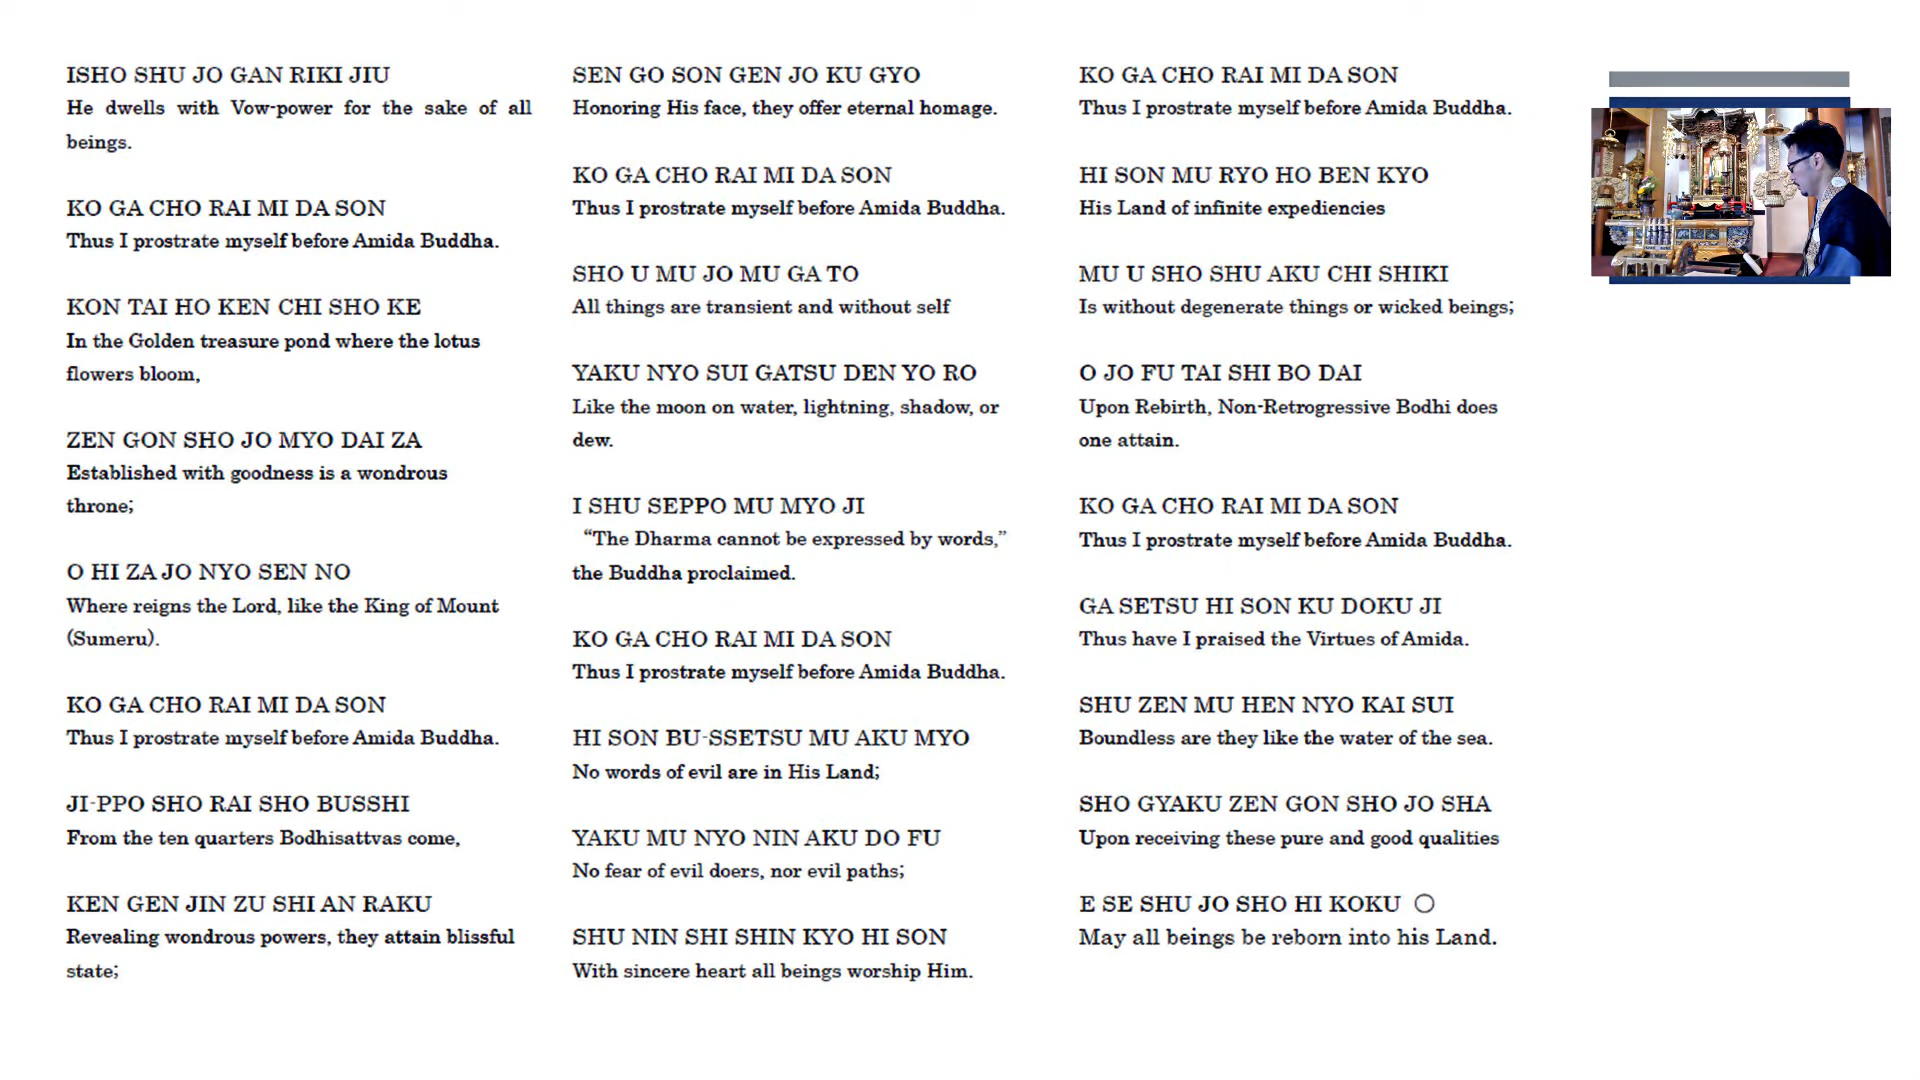 ISHO SHU JO GAN RIKI JIU
He dwells with Vow-power for the sake of all
beings.
KO GA CHO RAI MI DA SON
Thus I prostrate myself before Amida Buddha.
KON TAI HO KEN CHI SHO KE
In the Golden treasure pond where the lotus
flowers bloom,
ZEN GON SHO JO MYO DAI ZA
Established with goodness is a wondrous
throne;
O HI ZA JO NYO SEN NO
Where reigns the Lord, like the King of Mount
(Sumeru).
KO GA CHO RAI MI DA SON
Thus I prostrate myself before Amida Buddha.
JI-PPO SHO RAI SHO BUSSHI
From the ten quarters Bodhisattvas come,
KEN GEN JIN ZU SHI AN RAKU
Revealing wondrous powers, they attain blissful
state;
SEN GO SON GEN JO KU GYO
Honoring His face, they offer eternal homage.
KO GA CHO RAI MI DA SON
Thus I prostrate myself before Amida Buddha.
SHO U MU JO MU GA TO
All things are transient and without self
YAKU NYO SUI GATSU DEN YO RO
Like the moon on water, lightning, shadow, or
dew.
I SHU SEPPO MU MYO JI
“The Dharma cannot be expressed by words,”
the Buddha proclaimed.
KO GA CHO RAI MI DA SON
Thus I prostrate myself before Amida Buddha.
HI SON BU-SSETSU MU AKU MYO
No words of evil are in His Land;
YAKU MU NYO NIN AKU DO FU
No fear of evil doers, nor evil paths;
SHU NIN SHI SHIN KYO HI SON
With sincere heart all beings worship Him.
KO GA CHO RAI MI DA SON
Thus I prostrate myself before Amida Buddha.
HI SON MU RYO HO BEN KYO
His Land of infinite expediencies
MU U SHO SHU AKU CHI SHIKI
Is without degenerate things or wicked beings;
O JO FU TAI SHI BO DAI
Upon Rebirth, Non-Retrogressive Bodhi does
one attain.
KO GA CHO RAI MI DA SON
Thus I prostrate myself before Amida Buddha.
GA SETSU HI SON KU DOKU JI
Thus have I praised the Virtues of Amida.
SHU ZEN MU HEN NYO KAI SUI
Boundless are they like the water of the sea.
SHO GYAKU ZEN GON SHO JO SHA
Upon receiving these pure and good qualities
E SE SHU JO SHO HI KOKU ○
May all beings be reborn into his Land.